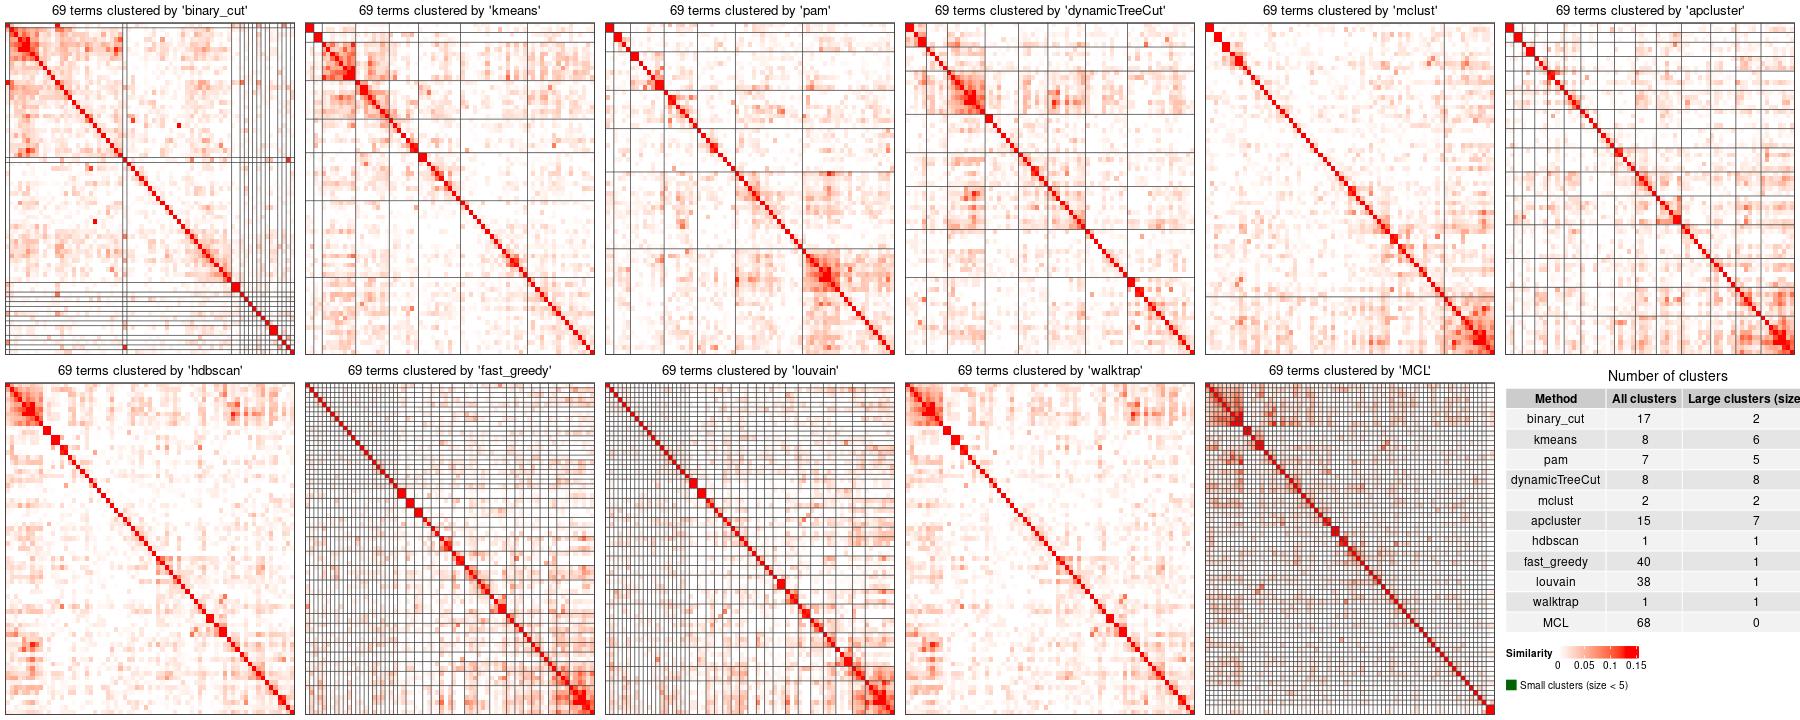 69 terms clustered by 'binary_cut'
69 terms clustered by 'kmeans'
69 terms clustered by 'pam'
69 terms clustered by 'dynamicTreeCut'
69 terms clustered by 'mclust'
69 terms clustered by 'apcluster'
69 terms clustered by 'hdbscan'
69 terms clustered by 'fast_greedy'
69 terms clustered by 'louvain'
69 terms clustered by 'walktrap'
69 terms clustered by 'MCL'
Number of clusters
Method All clusters Large clusters (size
binary_cut 17 2
kmeans 8 6
pam 7 5
dynamicTreeCut 8 8
mclust 2 2
apcluster 15 7
hdbscan 1 1
fast_greedy 40 1
louvain 38 1
walktrap 1 1
MCL 68 0
Similarity
0 0.05 0.1 0.15
Small clusters (size < 5)